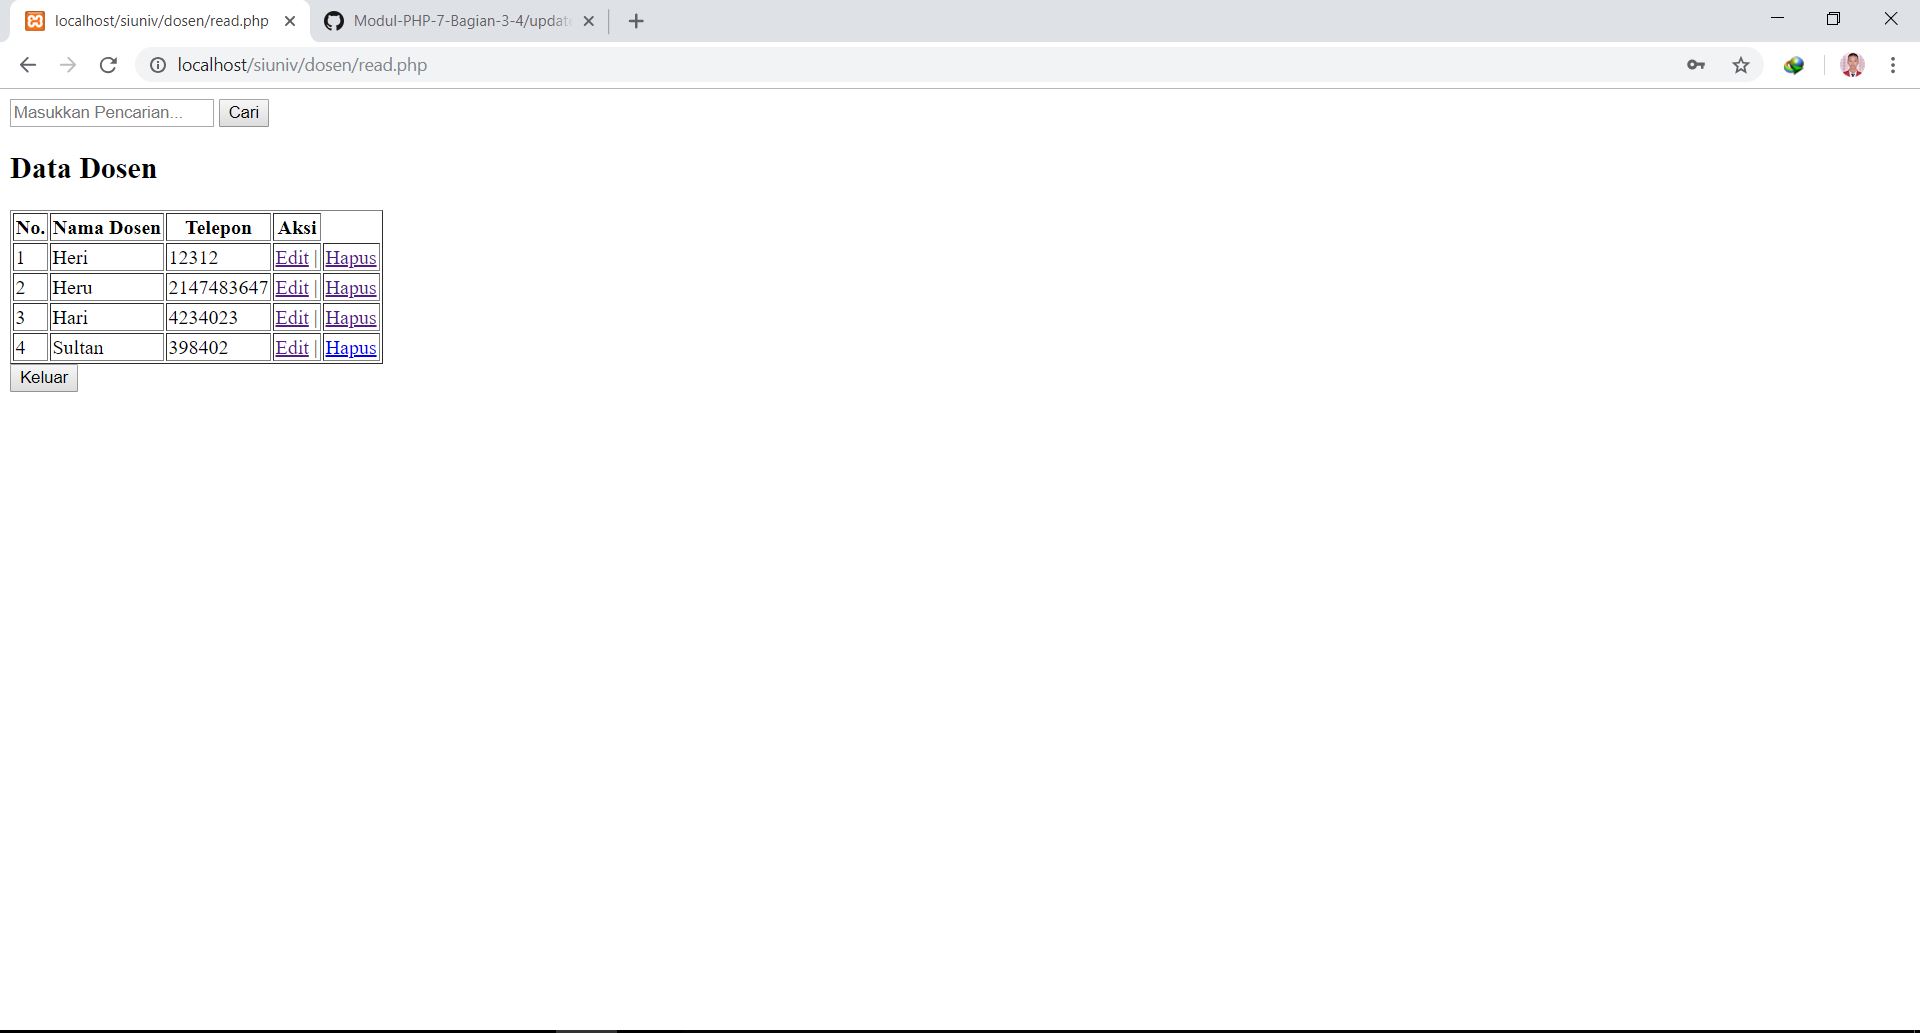 localhost/siuniv/dosen/read.php
Modul-PHP-7-Bagian-3-4/updat
localhost/siuniv/dosen/read.php
Masukkan Pencarian... Cari
Data Dosen
No. Nama Dosen Telepon Aksi
1 Heri 12312 Edit | Hapus
2 Heru 2147483647 Edit | Hapus
3 Hari 4234023 Edit | Hapus
4 Sultan 398402 Edit | Hapus
Keluar